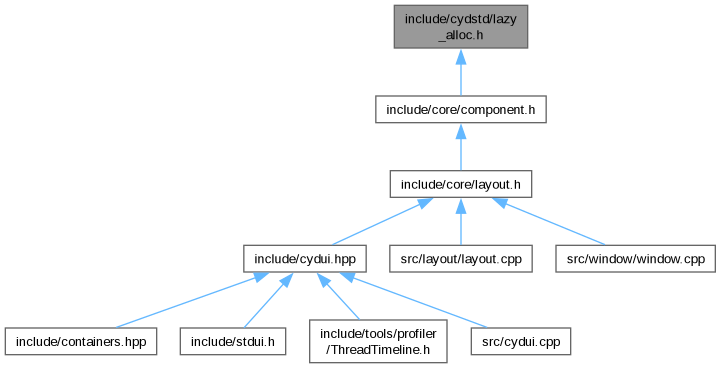 include/cydstd/lazy
_alloc.h
include/core/component.h
include/core/layout.h
include/cydui.hpp
src/layout/layout.cpp
src/window/window.cpp
include/containers.hpp
include/stdui.h
include/tools/profiler
/ThreadTimeline.h
src/cydui.cpp